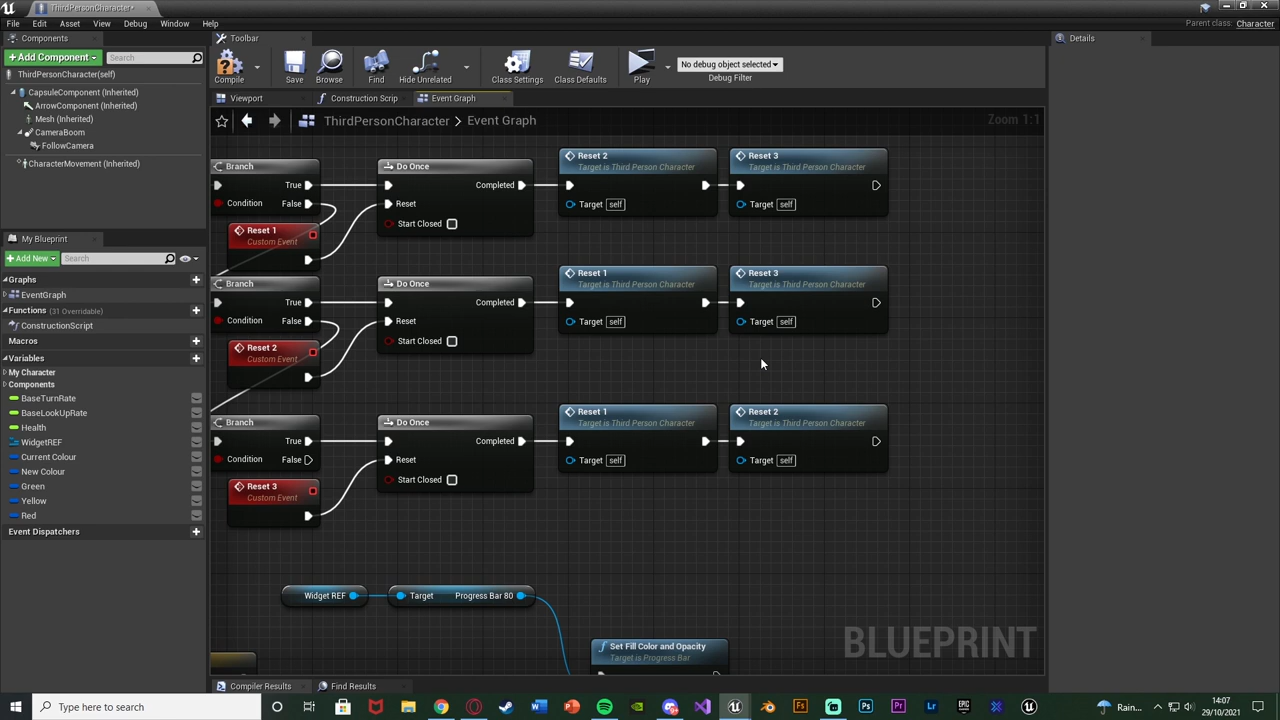 ThirdPersonCharacter*
File Edit Asset View Debug Window Help
Parent class: Character
Components
Toolbar
Details
+Add Component
Search
ThirdPersonCharacter(self)
CapsuleComponent (Inherited)
ArrowComponent (Inherited)
Mesh (Inherited)
CameraBoom
FollowCamera
CharacterMovement (Inherited)
Compile
Save
Browse
Find
Hide Unrelated
Class Settings
Class Defaults
Play
No debug object selected
Debug Filter
Viewport
Construction Scrip
Event Graph
ThirdPersonCharacter > Event Graph
Zoom 1:1
My Blueprint
+Add New
Search
Graphs
EventGraph
Functions (31 Overridable)
ConstructionScript
Macros
Variables
My Character
Components
BaseTurnRate
BaseLookUpRate
Health
WidgetREF
Current Colour
New Colour
Green
Yellow
Red
Event Dispatchers
Branch
True
Condition False
Reset 1
Custom Event
Do Once
Completed
Reset
Start Closed
Reset 2
Target is Third Person Character
Target self
Reset 3
Target is Third Person Character
Target self
Branch
True
Condition False
Reset 2
Custom Event
Do Once
Completed
Reset
Start Closed
Reset 1
Target is Third Person Character
Target self
Reset 3
Target is Third Person Character
Target self
Branch
True
Condition False
Reset 3
Custom Event
Do Once
Completed
Reset
Start Closed
Reset 1
Target is Third Person Character
Target self
Reset 2
Target is Third Person Character
Target self
Widget REF
Target Progress Bar 80
Set Fill Color and Opacity
Target is Progress Bar
BLUEPRINT
Compiler Results
Find Results
Type here to search
Rain...
14:07
29/10/2021